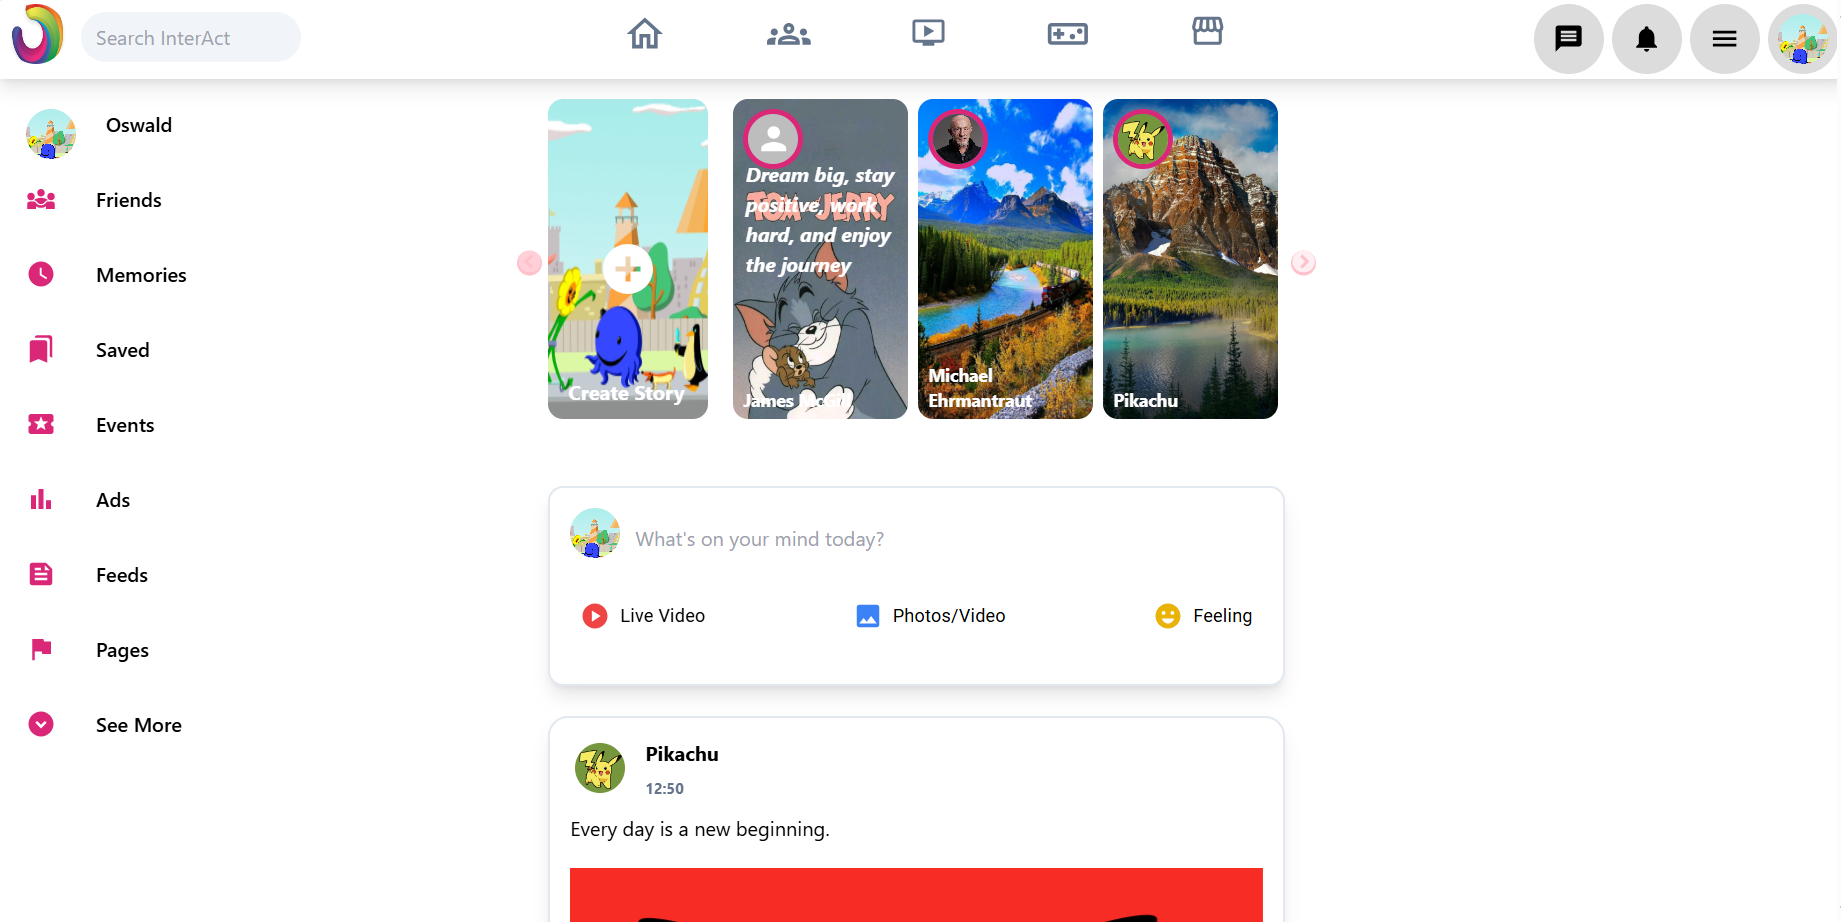 Search InterAct
Oswald
Friends
Memories
Saved
Events
Ads
Feeds
Pages
See More
Create Story
Dream big, stay
positive, work
hard, and enjoy
the journey
TOM JERRY
James McGill
Michael
Ehrmantraut
Pikachu
What's on your mind today?
Live Video
Photos/Video
Feeling
Pikachu
12:50
Every day is a new beginning.